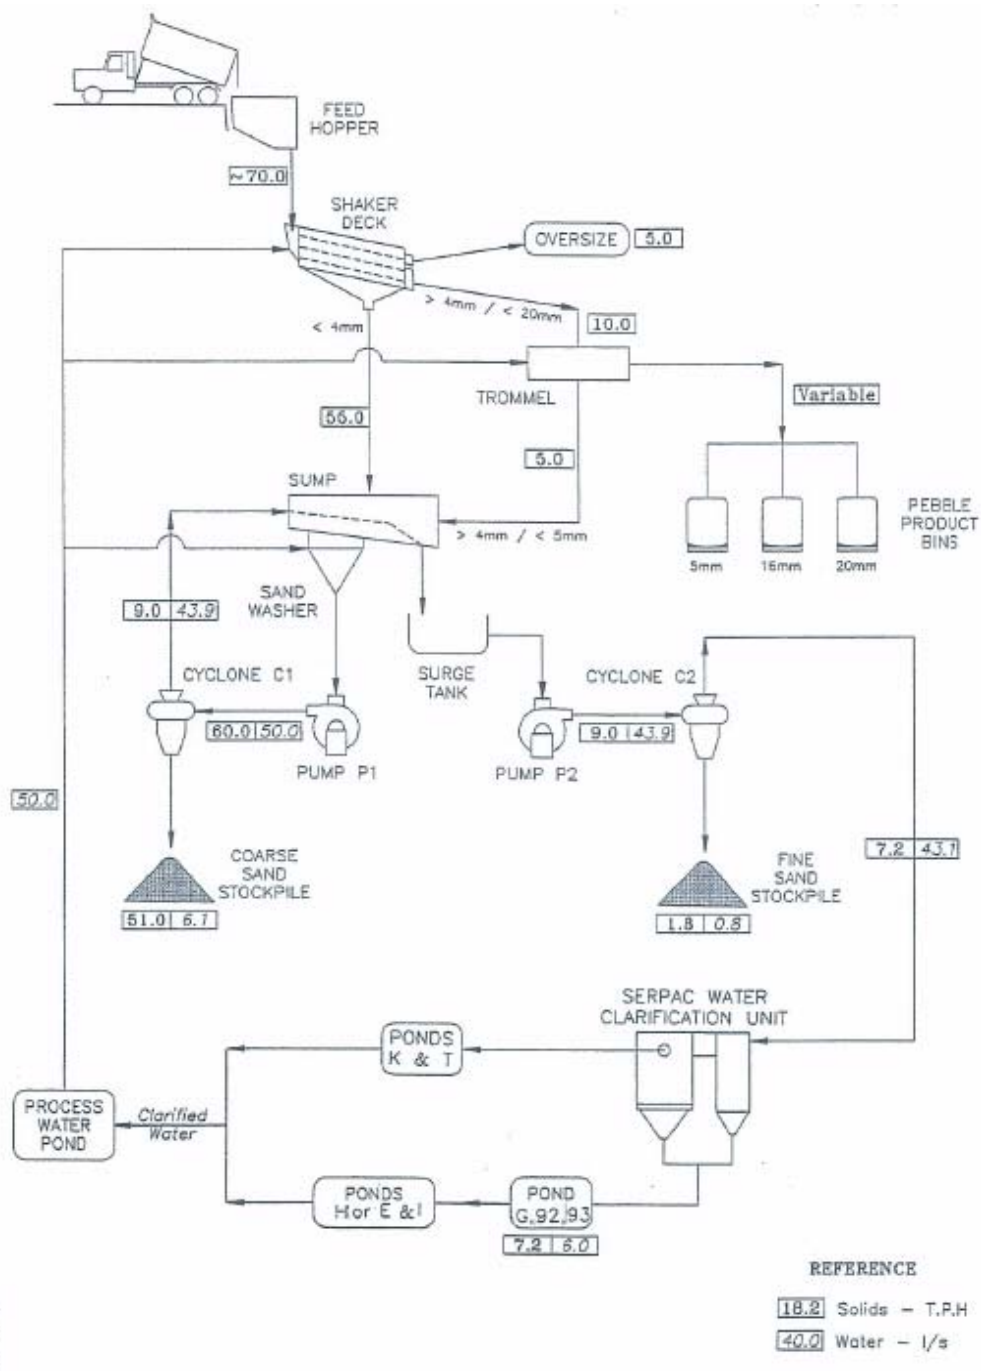 FEED
HOPPER
~70.0
SHAKER
DECK
OVERSIZE
5.0
> 4mm / < 20mm
< 4mm
10.0
TROMMEL
Variable
56.0
5.0
SUMP
> 4mm / < 5mm
PEBBLE
PRODUCT
BINS
5mm
16mm
20mm
SAND
WASHER
9.0 43.9
SURGE
TANK
CYCLONE C1
CYCLONE C2
60.0 50.0
9.0 43.9
PUMP P1
PUMP P2
50.0
7.2 43.1
COARSE
SAND
STOCKPILE
51.0 6.1
FINE
SAND
STOCKPILE
1.8 0.8
SERPAC WATER
CLARIFICATION UNIT
PONDS
K & T
PROCESS
WATER
POND
Clarified
Water
PONDS
H or E & I
POND
G,92,93
7.2 6.0
REFERENCE
18.2 Solids - T.P.H
40.0 Water - l/s